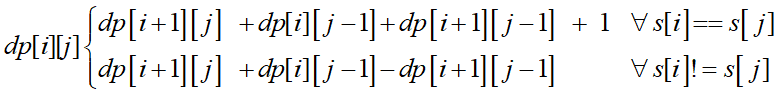 dp[i][j] { dp[i+1][j] +dp[i][j−1]+dp[i+1][j−1] + 1 ∀ s[i]== s[j]
dp[i+1][j] +dp[i][j−1]−dp[i+1][j−1] ∀ s[i]!= s[j]